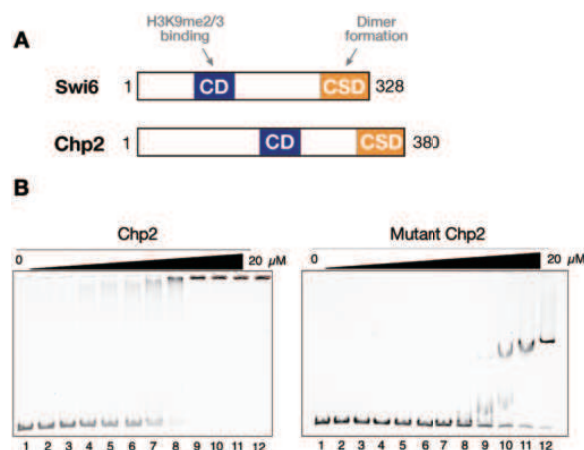 A
H3K9me2/3 binding
Dimer formation
Swi6 1 CD CSD 328
Chp2 1 CD CSD 380
B
Chp2 Mutant Chp2
0 20 μM 0 20 μM
1 2 3 4 5 6 7 8 9 10 11 12 1 2 3 4 5 6 7 8 9 10 11 12